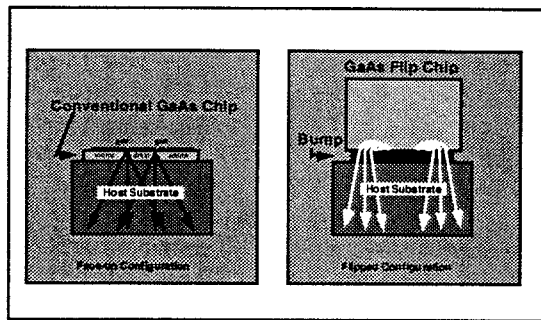 Conventional GaAs Chip
Host Substrate
Face-up Configuration
GaAs Flip Chip
Bump
Host Substrate
Flipped Configuration